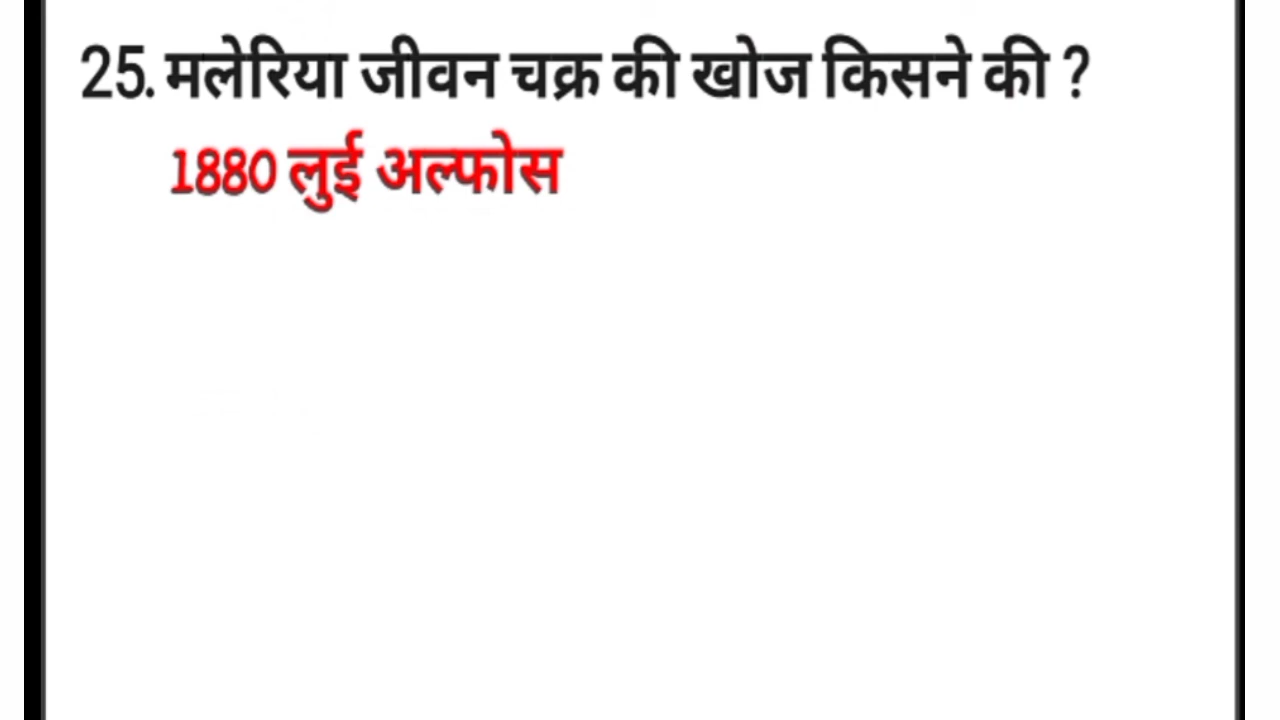 25. मलेरिया जीवन चक्र की खोज किसने की ?
1880 लुई अल्फोस